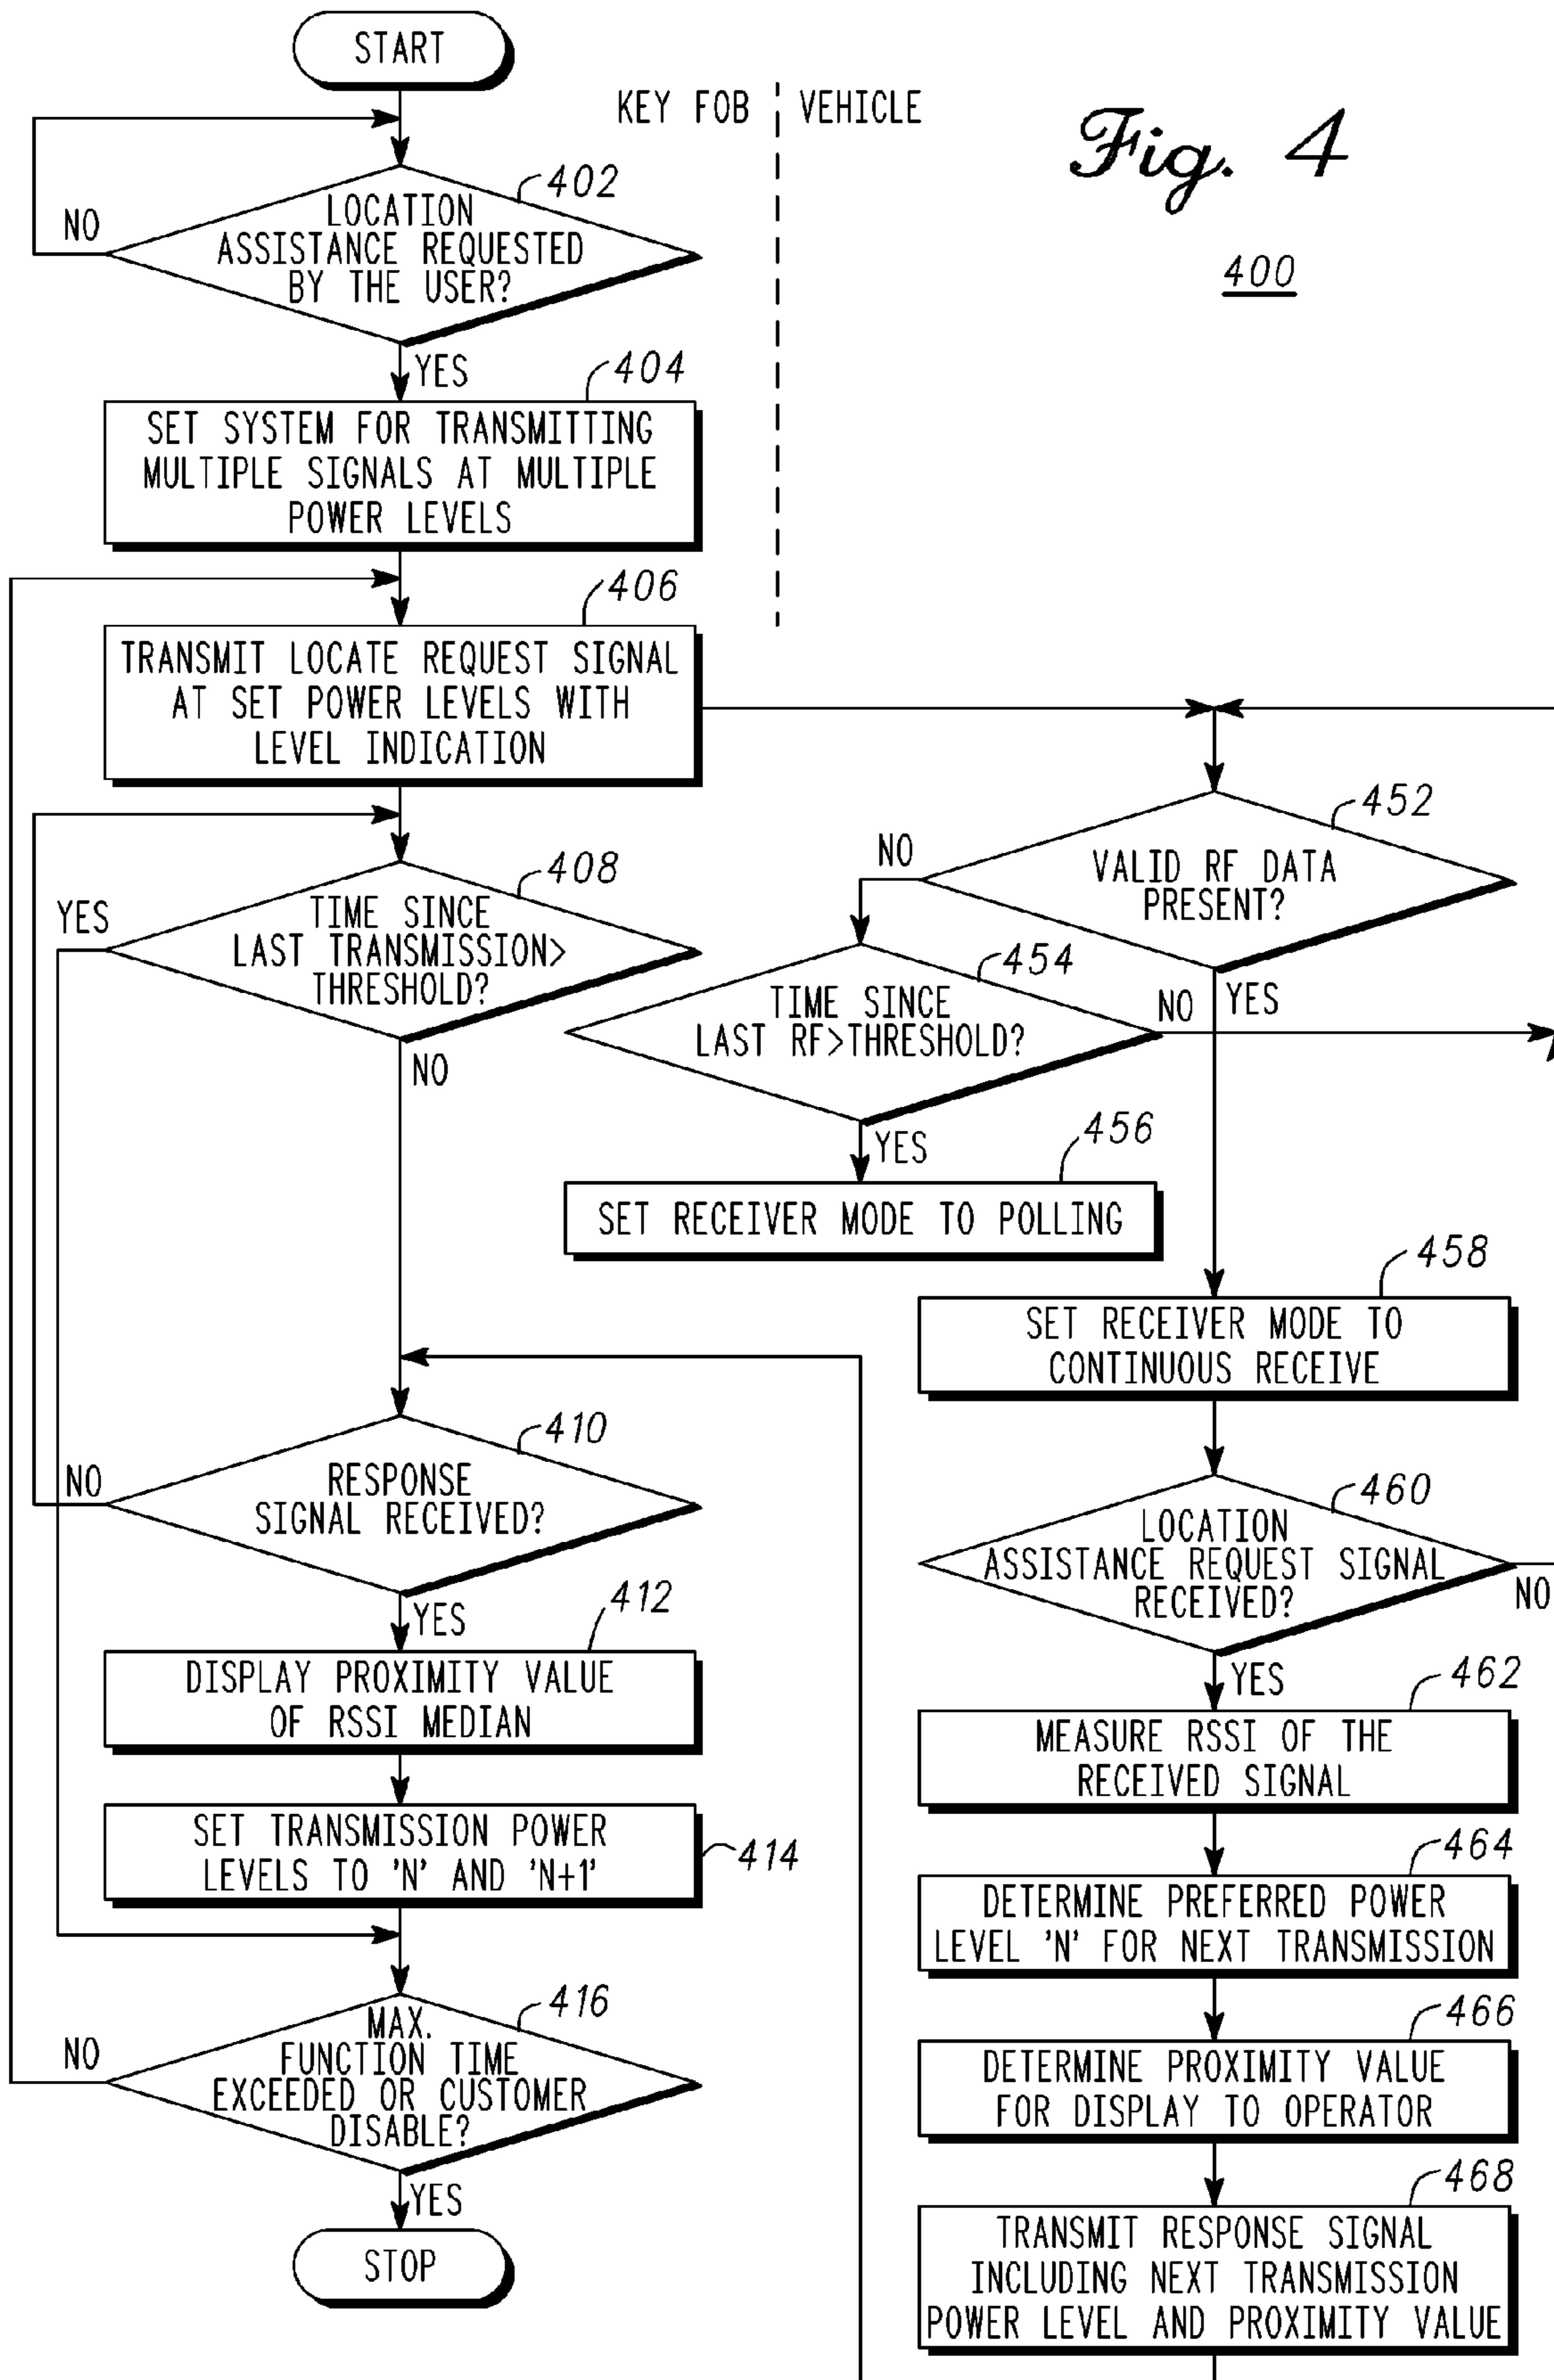 START
KEY FOB
VEHICLE
Fig. 4
400
402
LOCATION
ASSISTANCE REQUESTED
BY THE USER?
NO
YES
404
SET SYSTEM FOR TRANSMITTING
MULTIPLE SIGNALS AT MULTIPLE
POWER LEVELS
406
TRANSMIT LOCATE REQUEST SIGNAL
AT SET POWER LEVELS WITH
LEVEL INDICATION
408
TIME SINCE
LAST TRANSMISSION>
THRESHOLD?
YES
NO
410
RESPONSE
SIGNAL RECEIVED?
NO
YES
412
DISPLAY PROXIMITY VALUE
OF RSSI MEDIAN
SET TRANSMISSION POWER
LEVELS TO 'N' AND 'N+1'
414
416
MAX.
FUNCTION TIME
EXCEEDED OR CUSTOMER
DISABLE?
NO
YES
STOP
452
VALID RF DATA
PRESENT?
NO
YES
454
TIME SINCE
LAST RF>THRESHOLD?
NO
YES
456
SET RECEIVER MODE TO POLLING
458
SET RECEIVER MODE TO
CONTINUOUS RECEIVE
460
LOCATION
ASSISTANCE REQUEST SIGNAL
RECEIVED?
NO
YES
462
MEASURE RSSI OF THE
RECEIVED SIGNAL
464
DETERMINE PREFERRED POWER
LEVEL 'N' FOR NEXT TRANSMISSION
466
DETERMINE PROXIMITY VALUE
FOR DISPLAY TO OPERATOR
468
TRANSMIT RESPONSE SIGNAL
INCLUDING NEXT TRANSMISSION
POWER LEVEL AND PROXIMITY VALUE